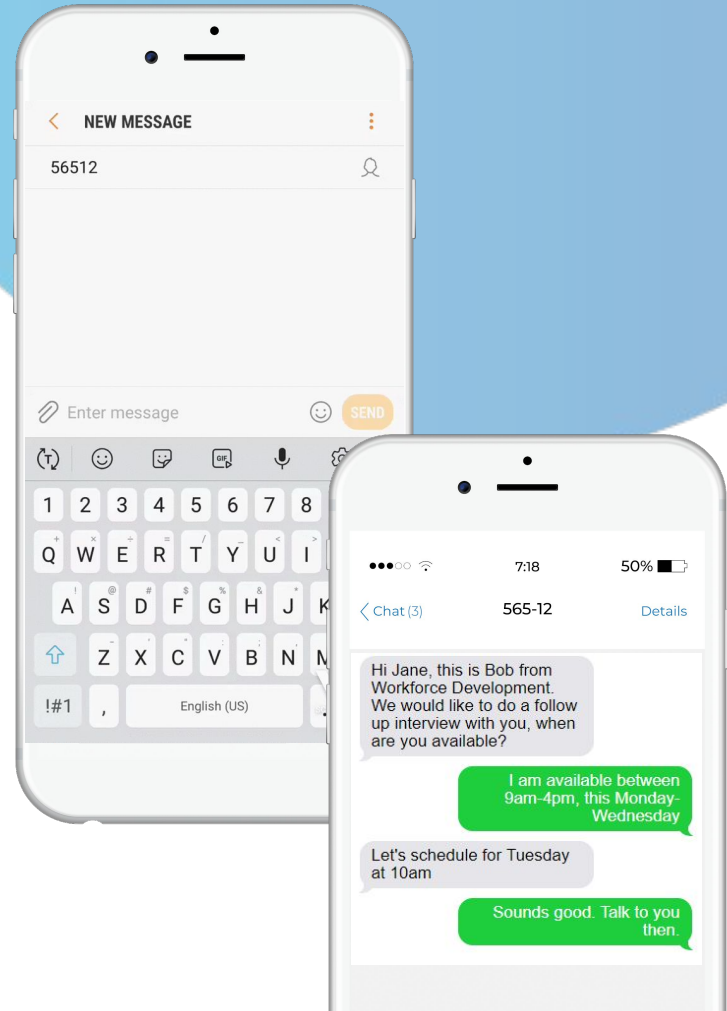 NEW MESSAGE
56512
Enter message
SEND
T
GIF
1 2 3 4 5 6 7 8
+ × ÷ = / _ < >
Q W E R T Y U I
! @ # $ % & *
A S D F G H J K
- ' " : ; ,
Z X C V B N M
!#1 , English (US) .
7:18 50%
Chat (3) 565-12 Details
Hi Jane, this is Bob from
Workforce Development.
We would like to do a follow
up interview with you, when
are you available?
I am available between
9am-4pm, this Monday-
Wednesday
Let's schedule for Tuesday
at 10am
Sounds good. Talk to you
then.